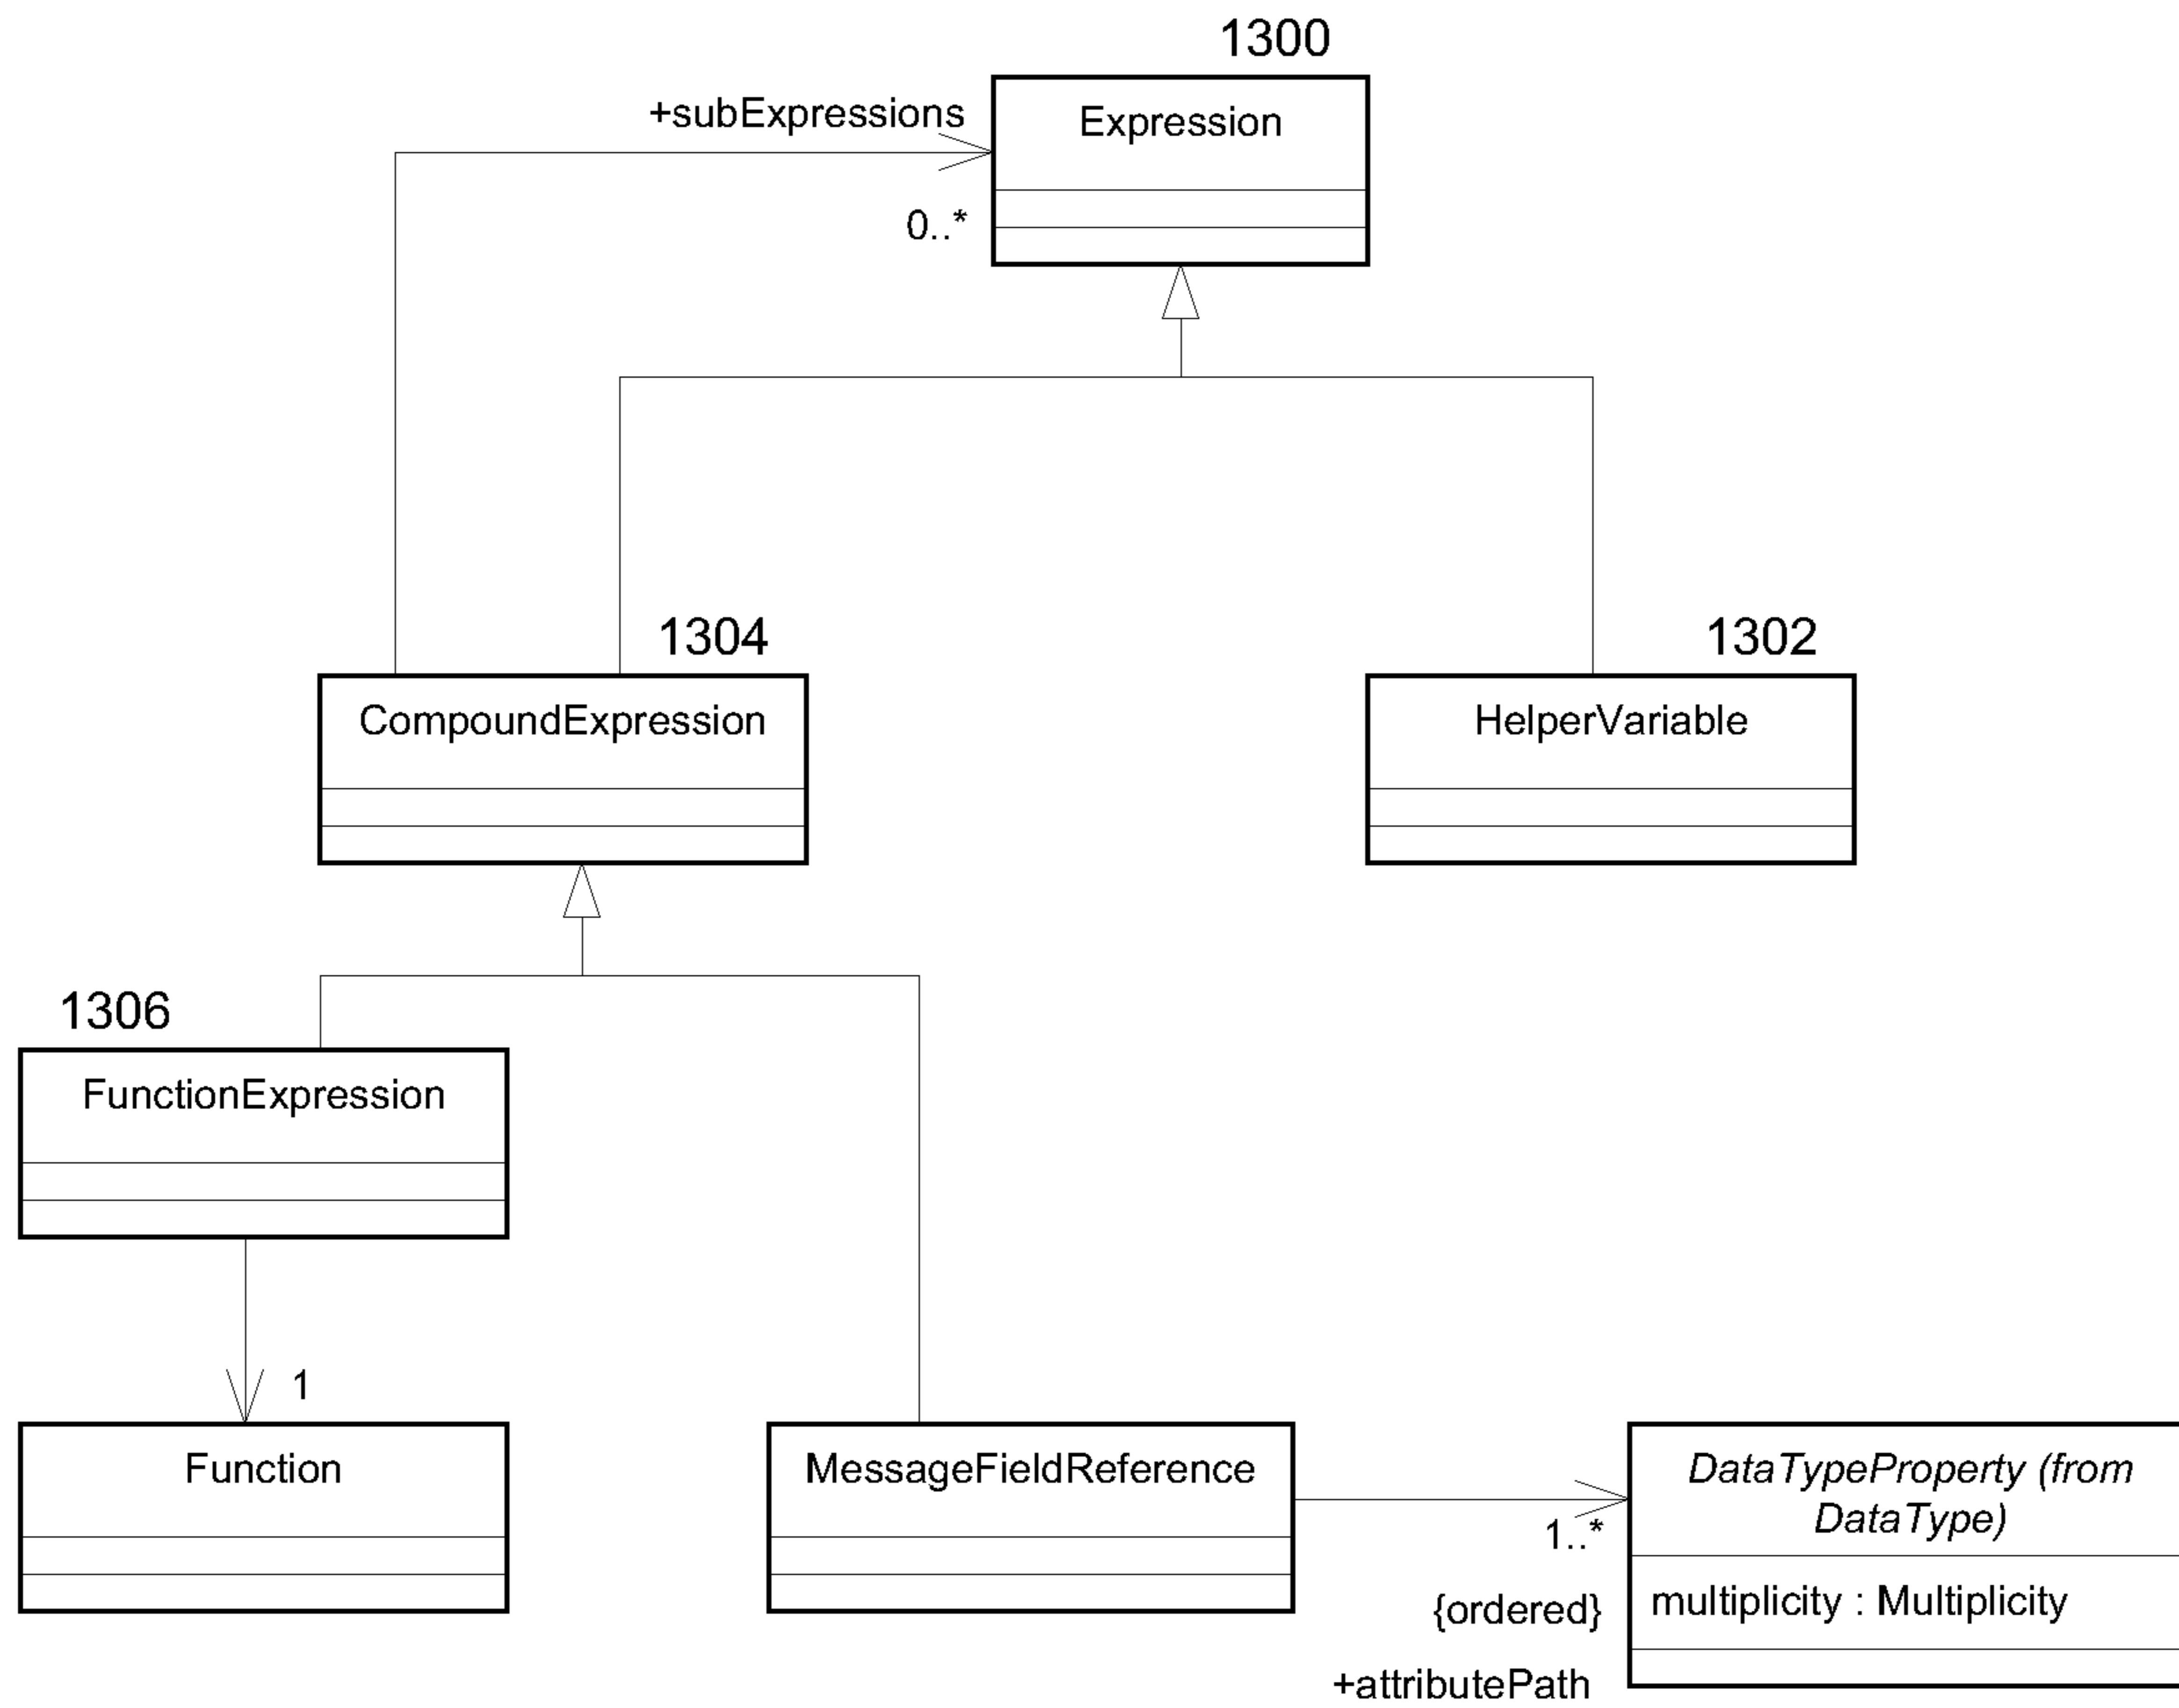 1300
+subExpressions
Expression
0..*
1304
1302
CompoundExpression
HelperVariable
1306
FunctionExpression
1
Function
MessageFieldReference
DataTypeProperty (from
DataType)
1..*
{ordered}
multiplicity : Multiplicity
+attributePath